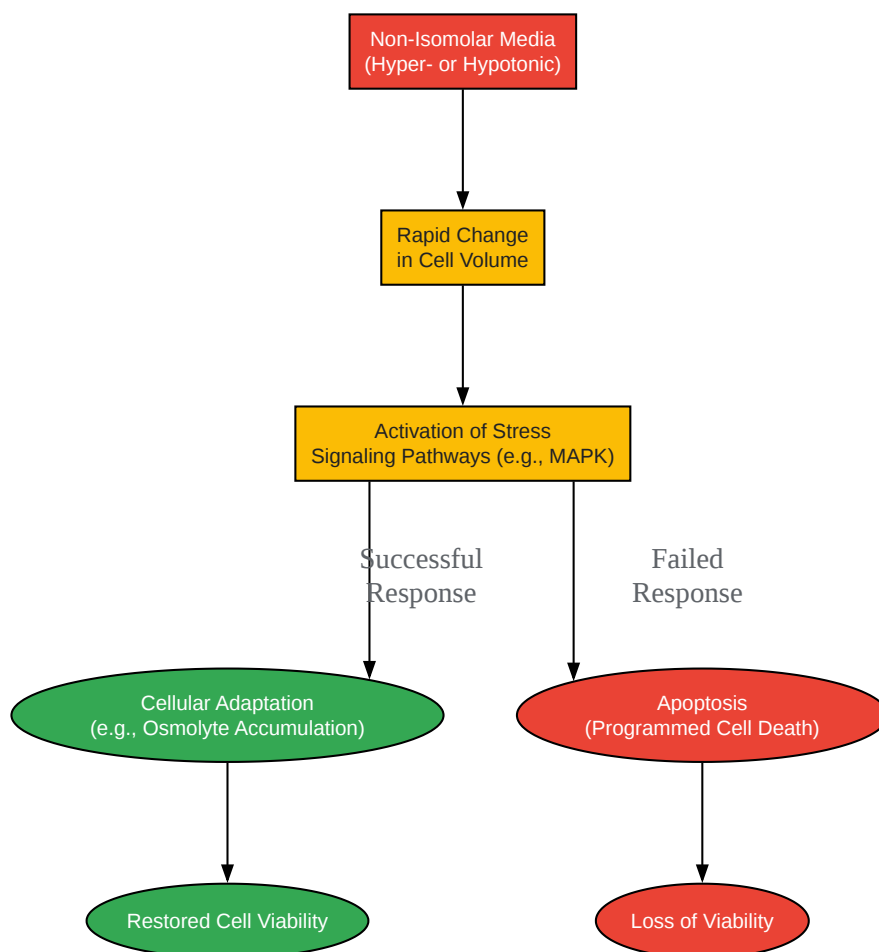 Non-Isomolar Media
(Hyper- or Hypotonic)
Rapid Change
in Cell Volume
Activation of Stress
Signaling Pathways (e.g., MAPK)
Successful
Response
Failed
Response
Cellular Adaptation
(e.g., Osmolyte Accumulation)
Apoptosis
(Programmed Cell Death)
Restored Cell Viability
Loss of Viability